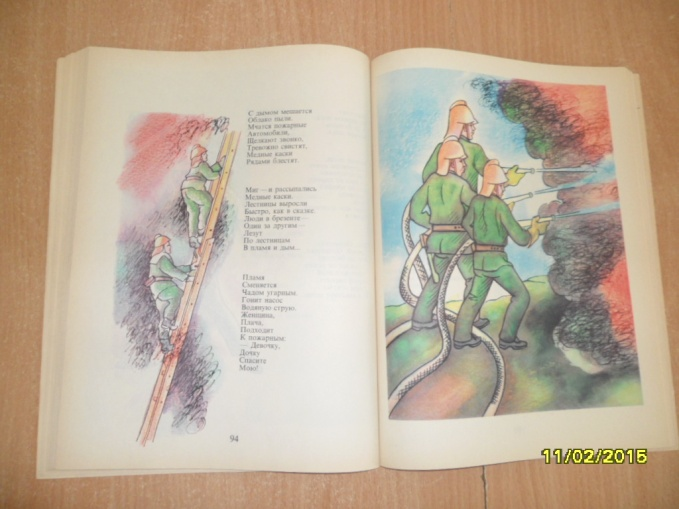 С дымом мешается
Облако пыли.
Мчатся пожарные
Автомобили,
Щелкают звонко,
Тревожно свистят,
Медные каски
Рядами блестят.
Миг — и рассыпались
Медные каски.
Лестницы выросли
Быстро, как в сказке.
Люди в брезенте —
Один за другим —
Лезут
По лестницам
В пламя и дым...
Пламя
Сменяется
Чадом угарным.
Гонит насос
Водяную струю.
Женщина,
Плача,
Подходит
К пожарным:
— Девочку,
Дочку
Спасите
Мою!
94
11/02/2015